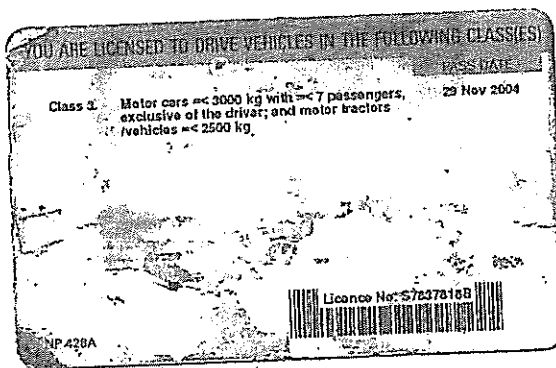 YOU ARE LICENSED TO DRIVE VEHICLES IN THE FOLLOWING CLASS(ES)
PASS DATE
Class 3 Motor cars =< 3000 kg with =< 7 passengers, 29 Nov 2004
exclusive of the driver; and motor tractors
/vehicles =< 2500 kg
Licence No: S7837818B
NP 428A